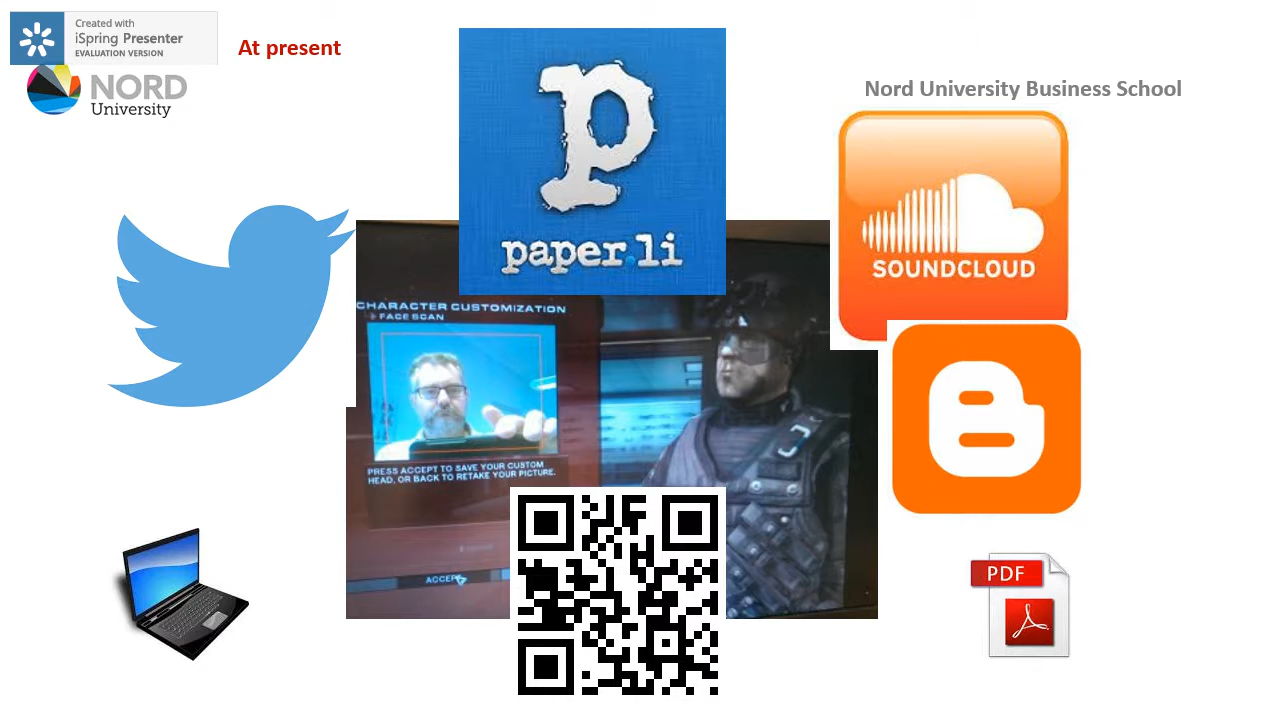 Created with
iSpring Presenter
EVALUATION VERSION
At present
NORD
University
Nord University Business School
p
paper.li
SOUNDCLOUD
CHARACTER CUSTOMIZATION
FACE SCAN
PRESS ACCEPT TO SAVE YOUR CUSTOM
HEAD, OR BACK TO RETAKE YOUR PICTURE.
ACCEPT
B
PDF